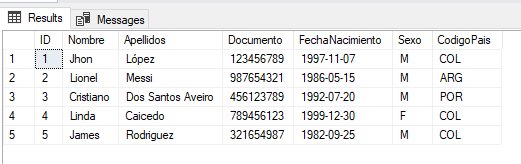 Results Messages
ID Nombre Apellidos Documento FechaNacimiento Sexo CodigoPais
1 1 Jhon López 123456789 1997-11-07 M COL
2 2 Lionel Messi 987654321 1986-05-15 M ARG
3 3 Cristiano Dos Santos Aveiro 456123789 1992-07-20 M POR
4 4 Linda Caicedo 789456123 1999-12-30 F COL
5 5 James Rodriguez 321654987 1982-09-25 M COL